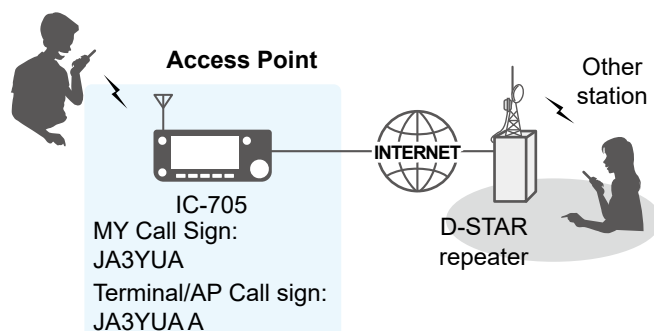 Access Point
Other
station
INTERNET
IC-705
MY Call Sign:
JA3YUA
Terminal/AP Call sign:
JA3YUA A
D-STAR
repeater